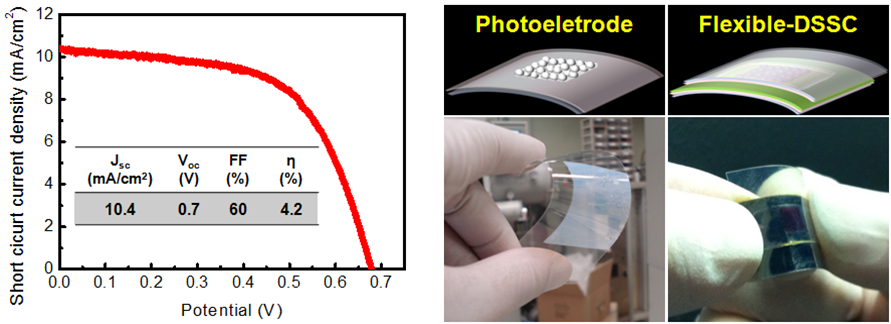 Short cicurt current density (mA/cm²)
12
10
8
6
4
2
0
0.0 0.1 0.2 0.3 0.4 0.5 0.6 0.7
Potential (V)
Jsc Voc FF η
(mA/cm²) (V) (%) (%)
10.4 0.7 60 4.2
Photoeletrode
Flexible-DSSC